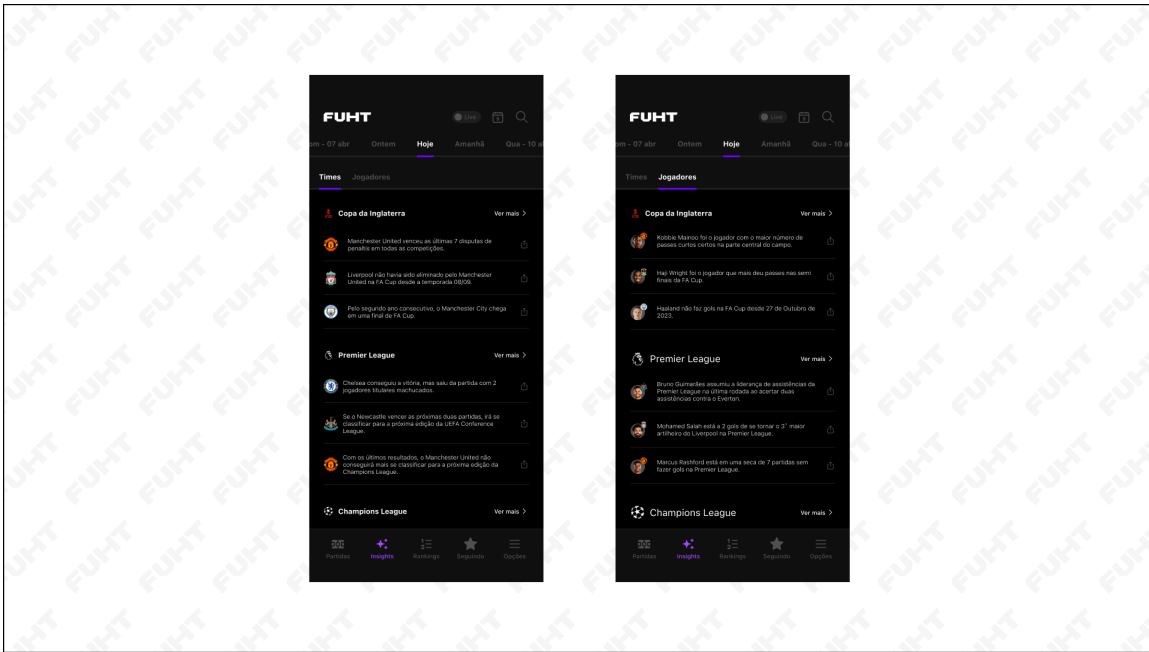 FUHT
Live
om - 07 abr Ontem Hoje Amanhã Qua - 10 a
Times Jogadores
Copa da Inglaterra Ver mais >
Manchester United venceu as últimas 7 disputas de
penaltis em todas as competições.
Liverpool não havia sido eliminado pelo Manchester
United na FA Cup desde a temporada 08/09.
Pelo segundo ano consecutivo, o Manchester City chega
em uma final de FA Cup.
Premier League Ver mais >
Chelsea conseguiu a vitória, mas saiu da partida com 2
jogadores titulares machucados.
Se o Newcastle vencer as próximas duas partidas, irá se
classificar para a próxima edição da UEFA Conference
League.
Com os últimos resultados, o Manchester United não
conseguirá mais se classificar para a próxima edição da
Champions League.
Champions League Ver mais >
Partidas Insights Rankings Seguindo Opções
FUHT
Live
om - 07 abr Ontem Hoje Amanhã Qua - 10 a
Times Jogadores
Copa da Inglaterra Ver mais >
Kobbie Mainoo foi o jogador com o maior número de
passes curtos certos na parte central do campo.
Haji Wright foi o jogador que mais deu passes nas semi
finais da FA Cup.
Haaland não faz gols na FA Cup desde 27 de Outubro de
2023.
Premier League Ver mais >
Bruno Guimarães assumiu a liderança de assistências da
Premier League na última rodada ao acertar duas
assistências contra o Everton.
Mohamed Salah está a 2 gols de se tornar o 3° maior
artilheiro do Liverpool na Premier League.
Marcus Rashford está em uma seca de 7 partidas sem
fazer gols na Premier League.
Champions League Ver mais >
Partidas Insights Rankings Seguindo Opções